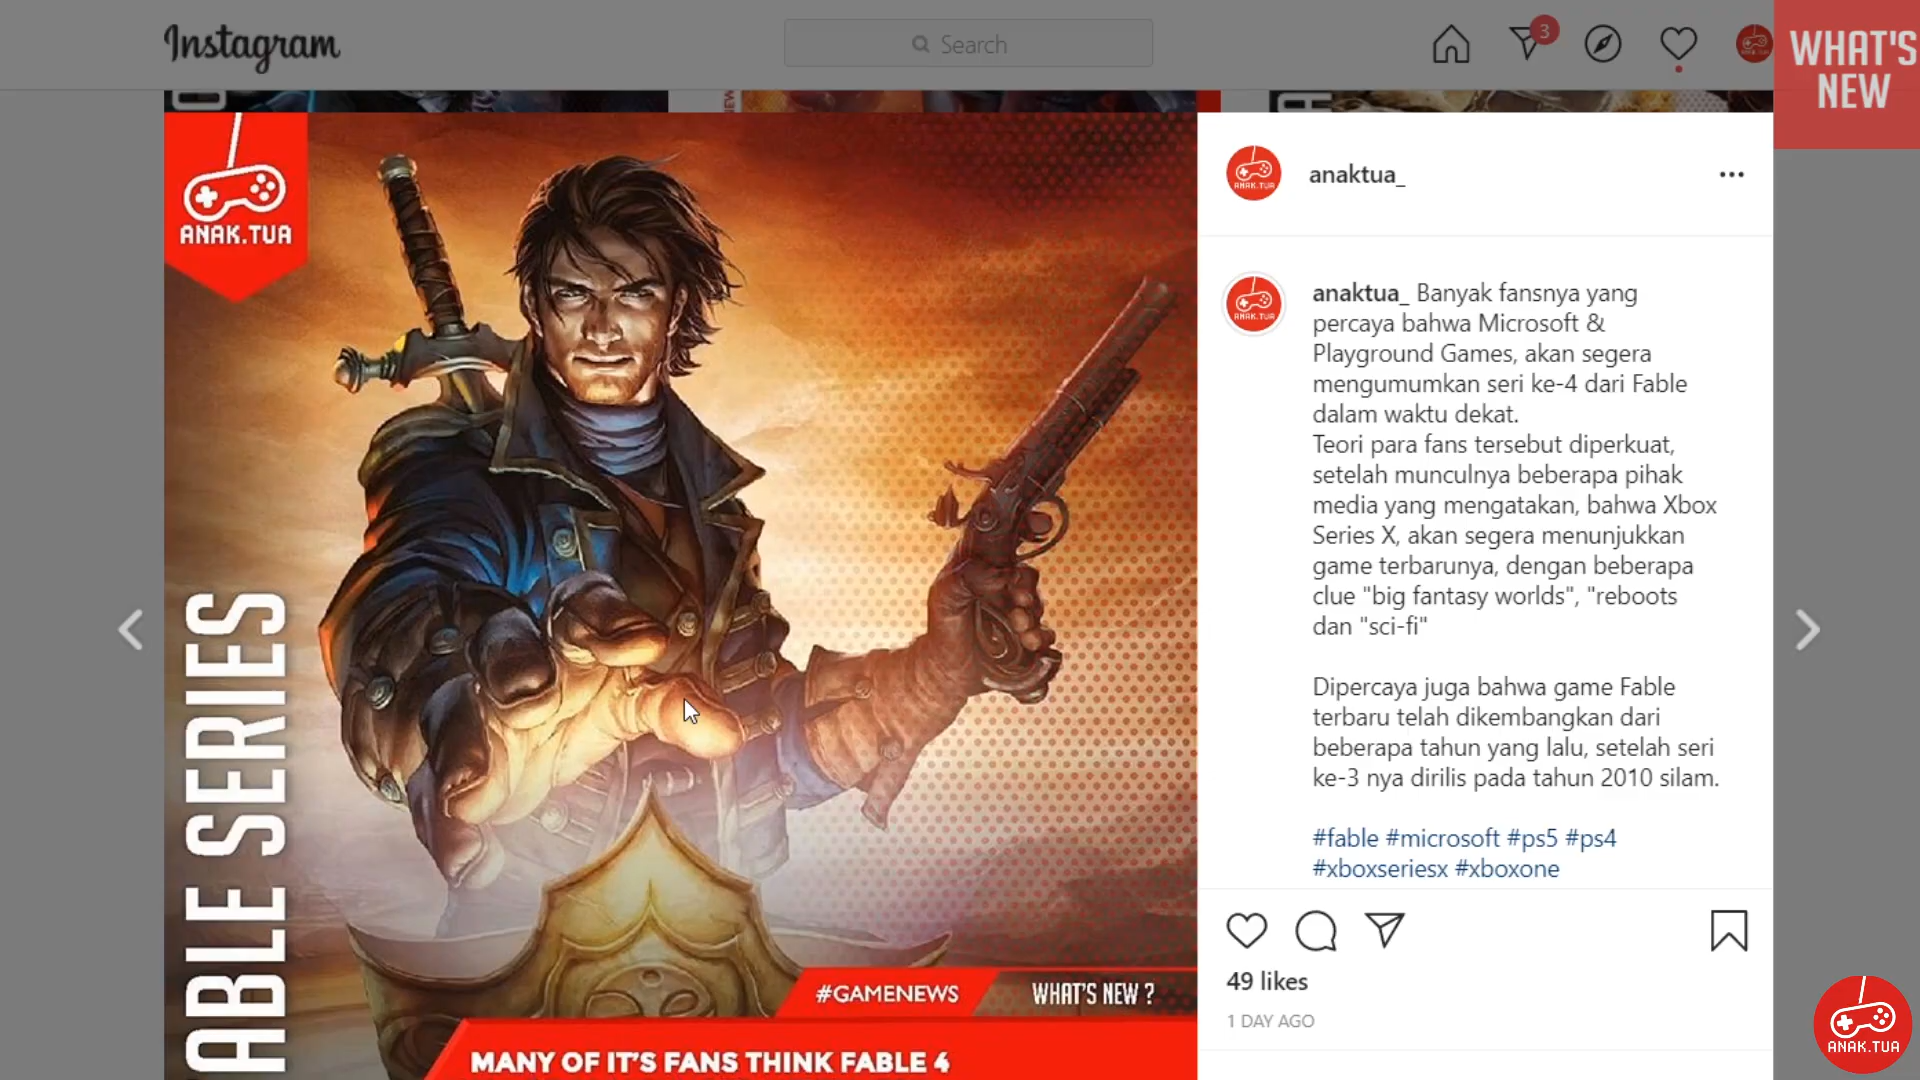 Instagram
Search
3
WHAT'S
NEW
ANAK.TUA
ABLE SERIES
#GAMENEWS
WHAT'S NEW ?
MANY OF IT'S FANS THINK FABLE 4
ANAK.TUA
anaktua_
ANAK.TUA
anaktua_ Banyak fansnya yang
percaya bahwa Microsoft &
Playground Games, akan segera
mengumumkan seri ke-4 dari Fable
dalam waktu dekat.
Teori para fans tersebut diperkuat,
setelah munculnya beberapa pihak
media yang mengatakan, bahwa Xbox
Series X, akan segera menunjukkan
game terbarunya, dengan beberapa
clue "big fantasy worlds", "reboots
dan "sci-fi"
Dipercaya juga bahwa game Fable
terbaru telah dikembangkan dari
beberapa tahun yang lalu, setelah seri
ke-3 nya dirilis pada tahun 2010 silam.
#fable #microsoft #ps5 #ps4
#xboxseriesx #xboxone
49 likes
1 DAY AGO
ANAK.TUA